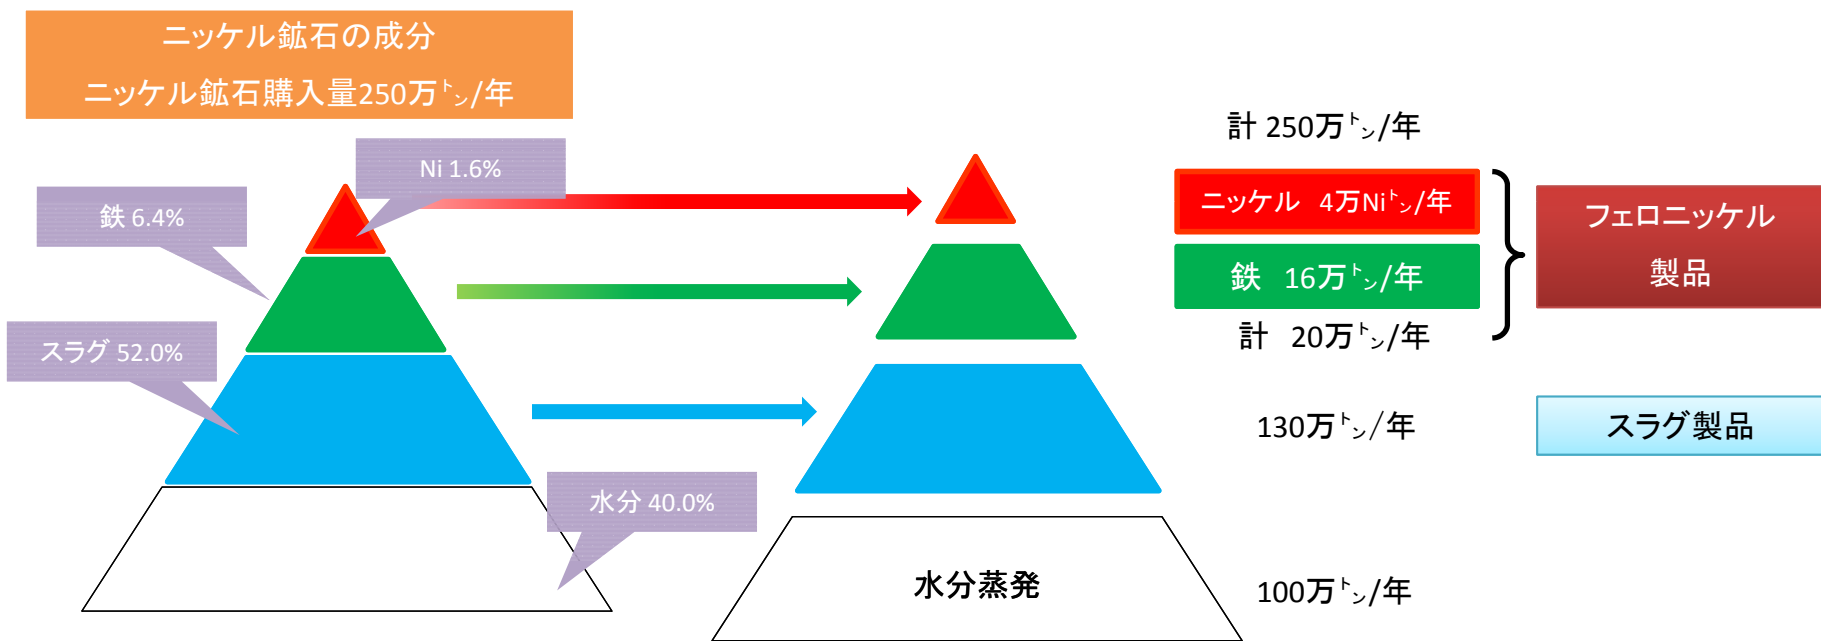 ニッケル鉱石の成分
ニッケル鉱石購入量250万㌧/年
Ni 1.6%
鉄 6.4%
スラグ 52.0%
水分 40.0%
計 250万㌧/年
ニッケル 4万Ni㌧/年
鉄 16万㌧/年
計 20万㌧/年
フェロニッケル
製品
130万㌧/年
スラグ製品
水分蒸発
100万㌧/年